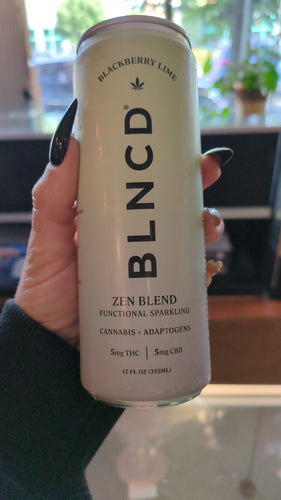 BLACKBERRY LIME
BLNCD®
ZEN BLEND
FUNCTIONAL SPARKLING
CANNABIS + ADAPTOGENS
5mg THC | 5mg CBD
12 FL OZ (355ML)